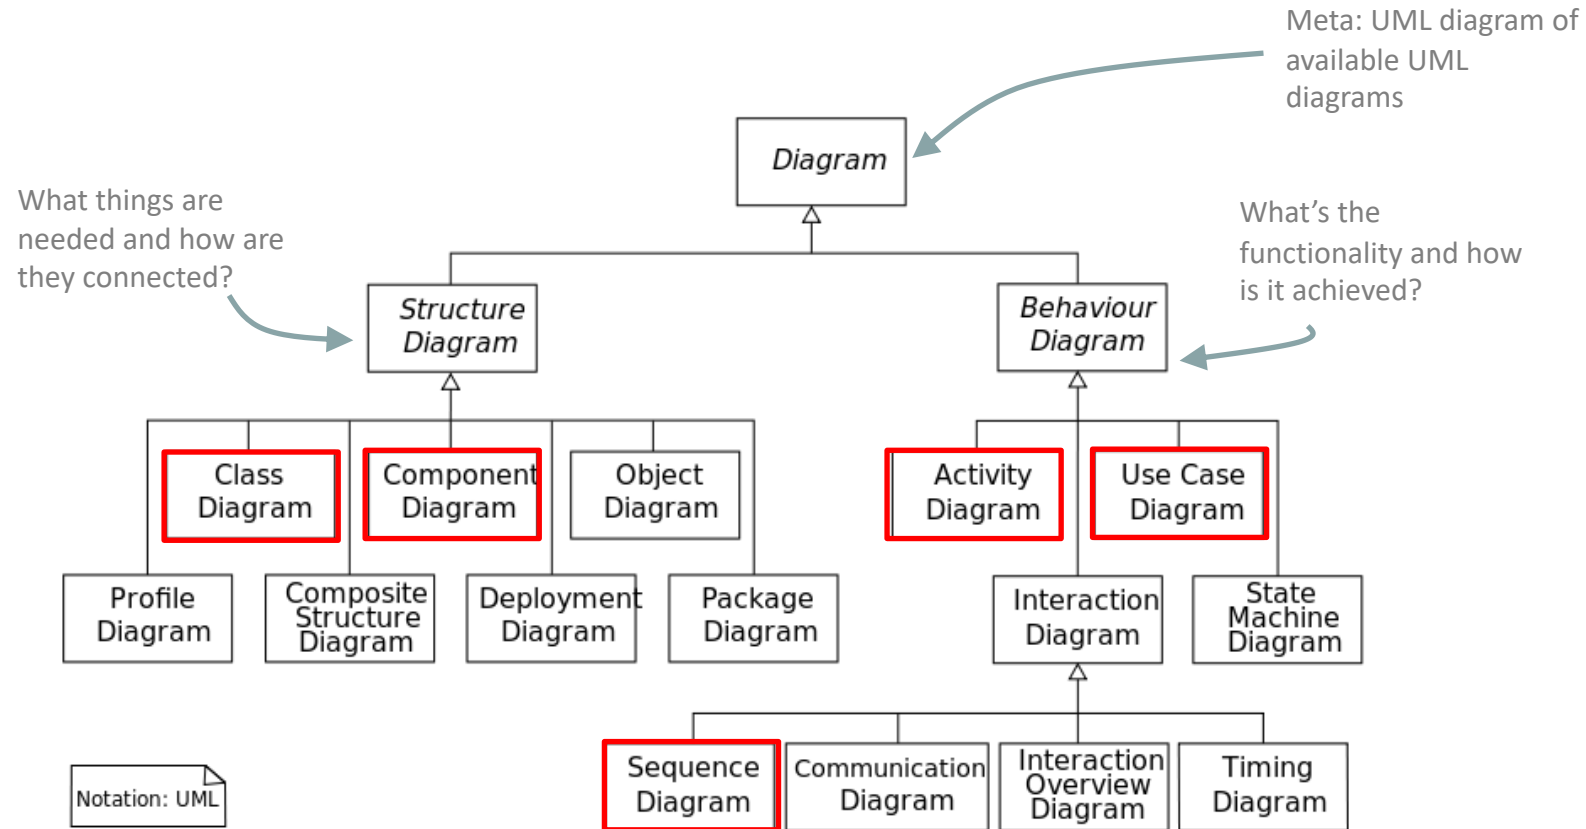 Meta: UML diagram of
available UML
diagrams
Diagram
What things are
needed and how are
they connected?
What’s the
functionality and how
is it achieved?
Structure
Diagram
Behaviour
Diagram
Class
Diagram
Component
Diagram
Object
Diagram
Activity
Diagram
Use Case
Diagram
Profile
Diagram
Composite
Structure
Diagram
Deployment
Diagram
Package
Diagram
Interaction
Diagram
State
Machine
Diagram
Sequence
Diagram
Communication
Diagram
Interaction
Overview
Diagram
Timing
Diagram
Notation: UML